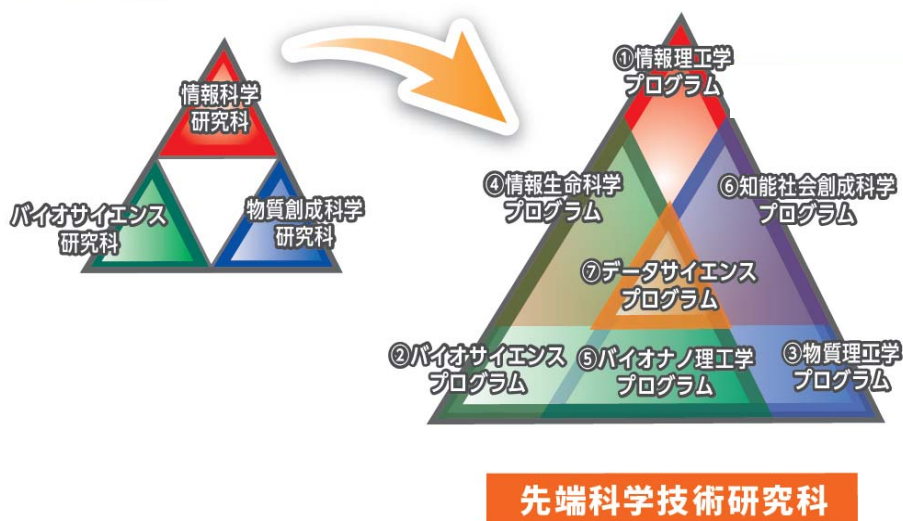 情報科学
研究科
バイオサイエンス
研究科
物質創成科学
研究科
①情報理工学
プログラム
④情報生命科学
プログラム
⑥知能社会創成科学
プログラム
⑦データサイエンス
プログラム
②バイオサイエンス
プログラム
⑤バイオナノ理工学
プログラム
③物質理工学
プログラム
先端科学技術研究科